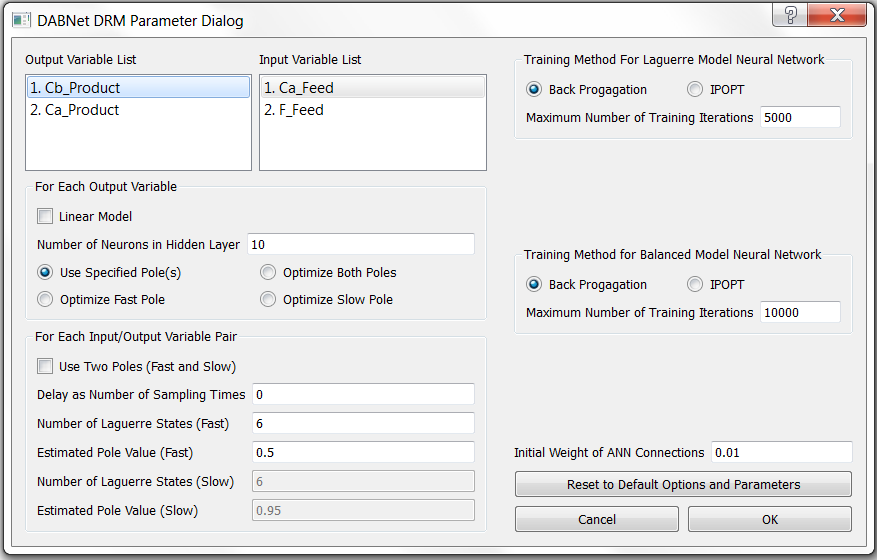 DABNet DRM Parameter Dialog
Output Variable List
1. Cb_Product
2. Ca_Product
Input Variable List
1. Ca_Feed
2. F_Feed
For Each Output Variable
Linear Model
Number of Neurons in Hidden Layer 10
Use Specified Pole(s) Optimize Both Poles
Optimize Fast Pole Optimize Slow Pole
For Each Input/Output Variable Pair
Use Two Poles (Fast and Slow)
Delay as Number of Sampling Times 0
Number of Laguerre States (Fast) 6
Estimated Pole Value (Fast) 0.5
Number of Laguerre States (Slow) 6
Estimated Pole Value (Slow) 0.95
Training Method For Laguerre Model Neural Network
Back Progagation IPOPT
Maximum Number of Training Iterations 5000
Training Method for Balanced Model Neural Network
Back Progagation IPOPT
Maximum Number of Training Iterations 10000
Initial Weight of ANN Connections 0.01
Reset to Default Options and Parameters
Cancel OK